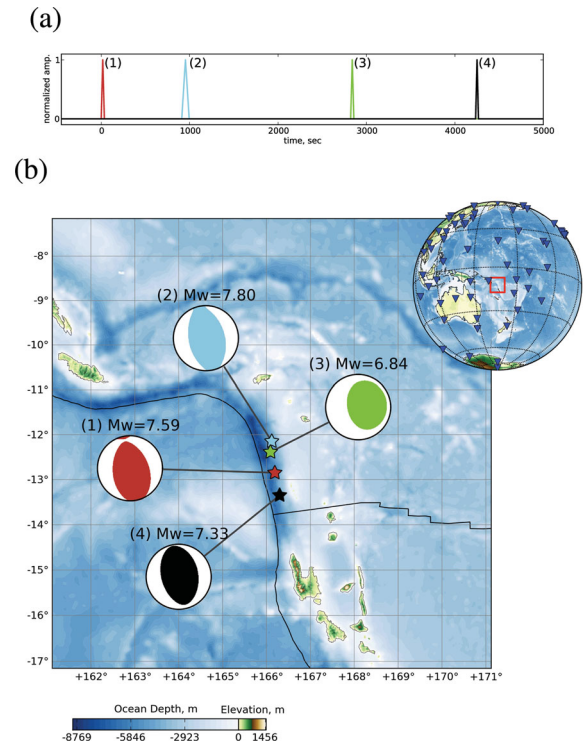 (a)
normalized amp.
1
0
(1)
(2)
(3)
(4)
0
1000
2000
3000
4000
5000
time, sec
(b)
-8°
-9°
-10°
-11°
-12°
-13°
-14°
-15°
-16°
-17°
(2) Mw=7.80
(3) Mw=6.84
(1) Mw=7.59
(4) Mw=7.33
+162° +163° +164° +165° +166° +167° +168° +169° +170° +171°
Ocean Depth, m Elevation, m
-8769 -5846 -2923 0 1456